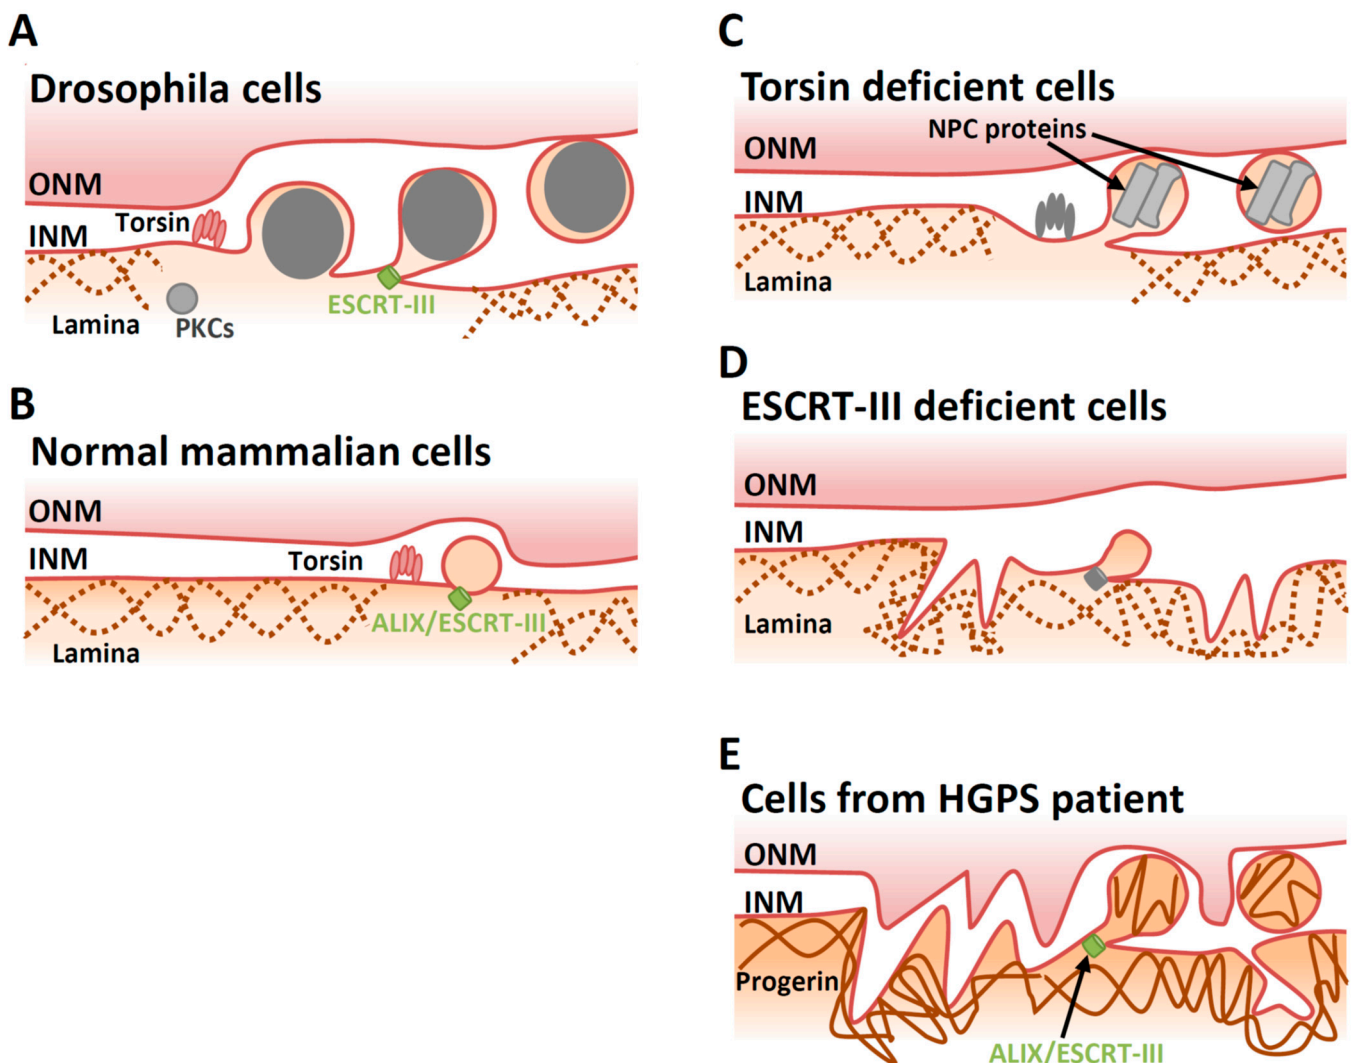 A
Drosophila cells
ONM
Torsin
INM
ESCRT-III
Lamina
PKCs
B
Normal mammalian cells
ONM
INM
Torsin
ALIX/ESCRT-III
Lamina
C
Torsin deficient cells
NPC proteins
ONM
INM
Lamina
D
ESCRT-III deficient cells
ONM
INM
Lamina
E
Cells from HGPS patient
ONM
INM
Progerin
ALIX/ESCRT-III